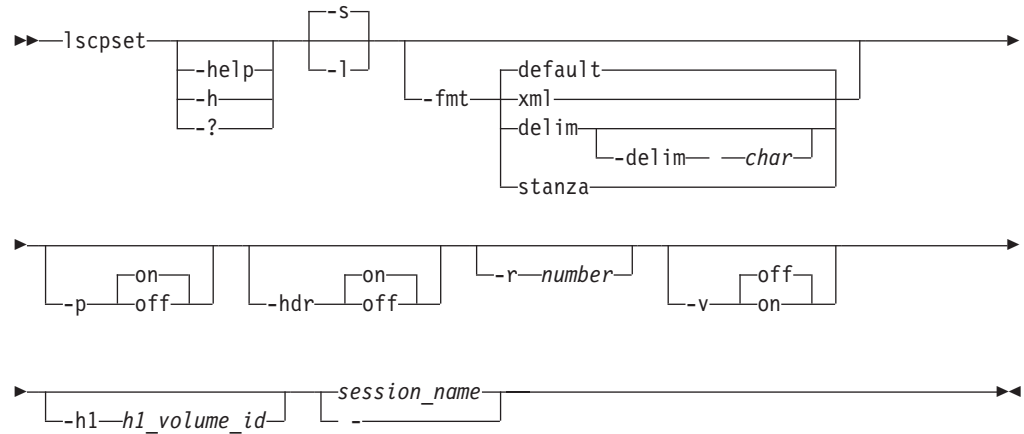 -s
lscpset
-help -l default
-h -fmt xml
-? delim
-delim char
stanza
on on -r number off
-p off -hdr off -v on
session_name
-h1 h1_volume_id -